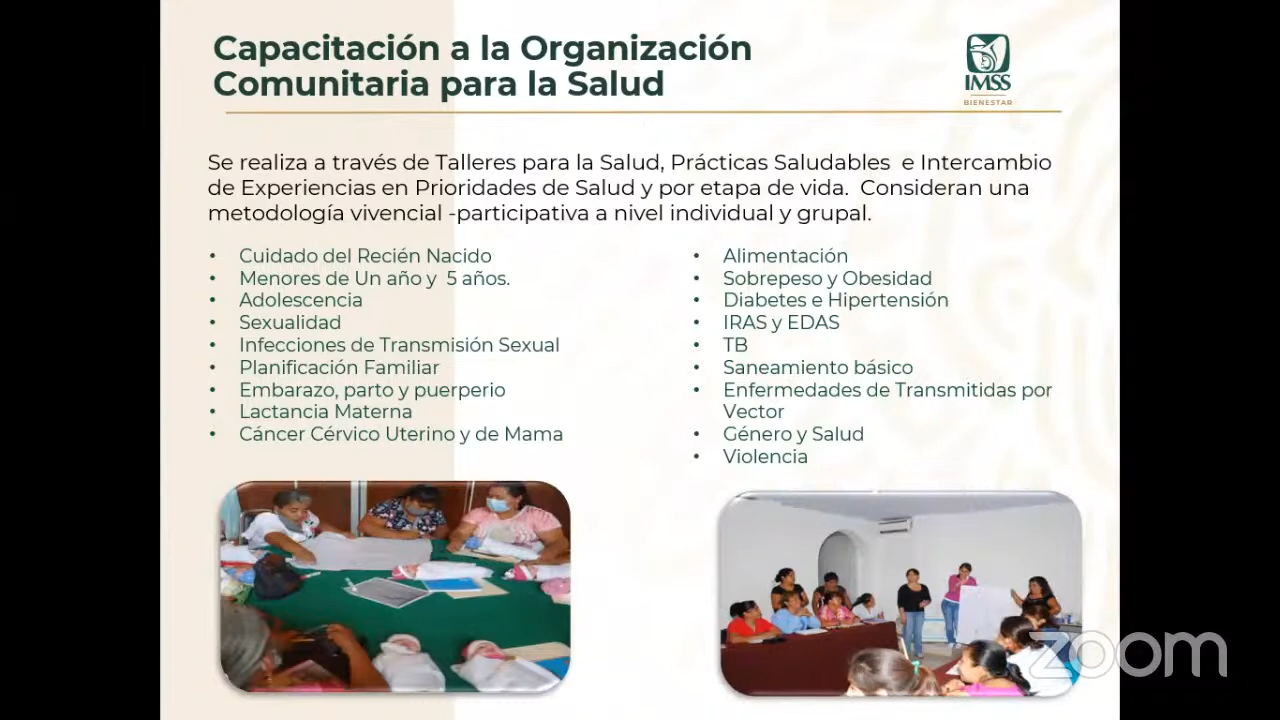 Capacitación a la Organización
Comunitaria para la Salud
IMSS
BIENESTAR
Se realiza a través de Talleres para la Salud, Prácticas Saludables e Intercambio
de Experiencias en Prioridades de Salud y por etapa de vida. Consideran una
metodología vivencial -participativa a nivel individual y grupal.
• Cuidado del Recién Nacido
• Menores de Un año y 5 años.
• Adolescencia
• Sexualidad
• Infecciones de Transmisión Sexual
• Planificación Familiar
• Embarazo, parto y puerperio
• Lactancia Materna
• Cáncer Cérvico Uterino y de Mama
• Alimentación
• Sobrepeso y Obesidad
• Diabetes e Hipertensión
• IRAS y EDAS
• TB
• Saneamiento básico
• Enfermedades de Transmitidas por
Vector
• Género y Salud
• Violencia
zoom